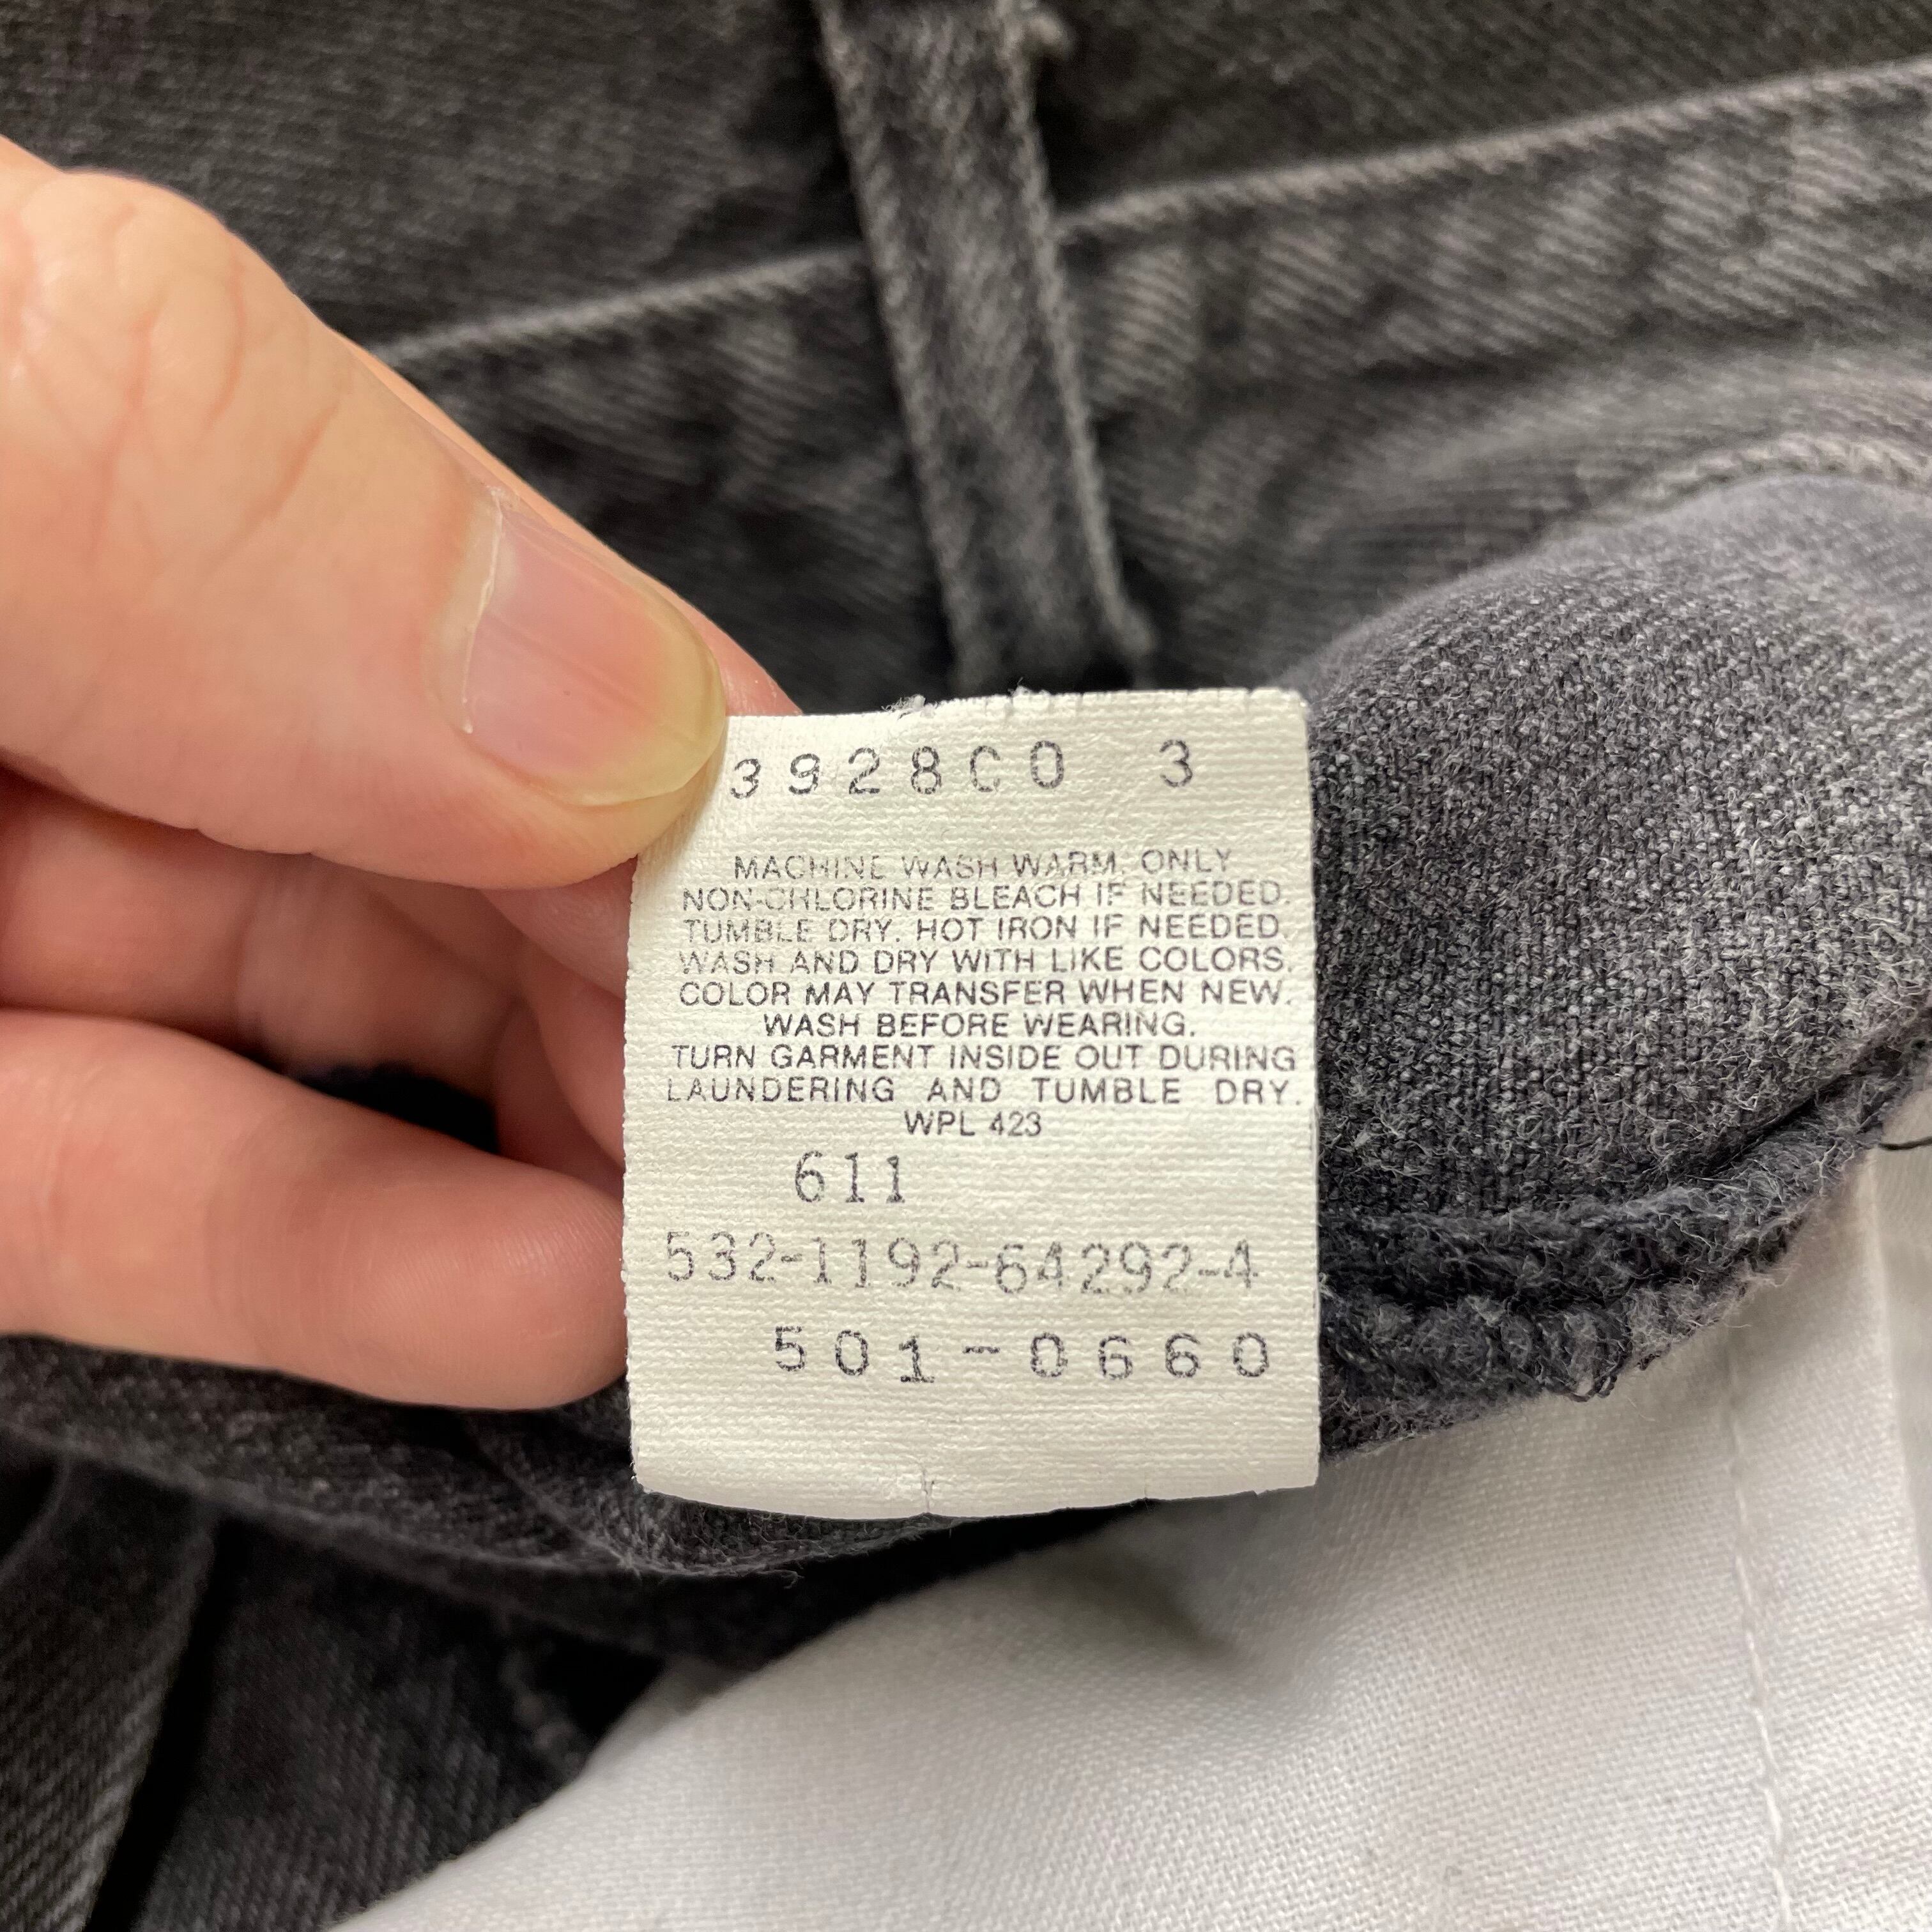 3928C0 3
MACHINE WASH WARM. ONLY
NON-CHLORINE BLEACH IF NEEDED.
TUMBLE DRY. HOT IRON IF NEEDED.
WASH AND DRY WITH LIKE COLORS.
COLOR MAY TRANSFER WHEN NEW.
WASH BEFORE WEARING.
TURN GARMENT INSIDE OUT DURING
LAUNDERING AND TUMBLE DRY.
WPL 423
611
532-1192-64292-4
501-0660